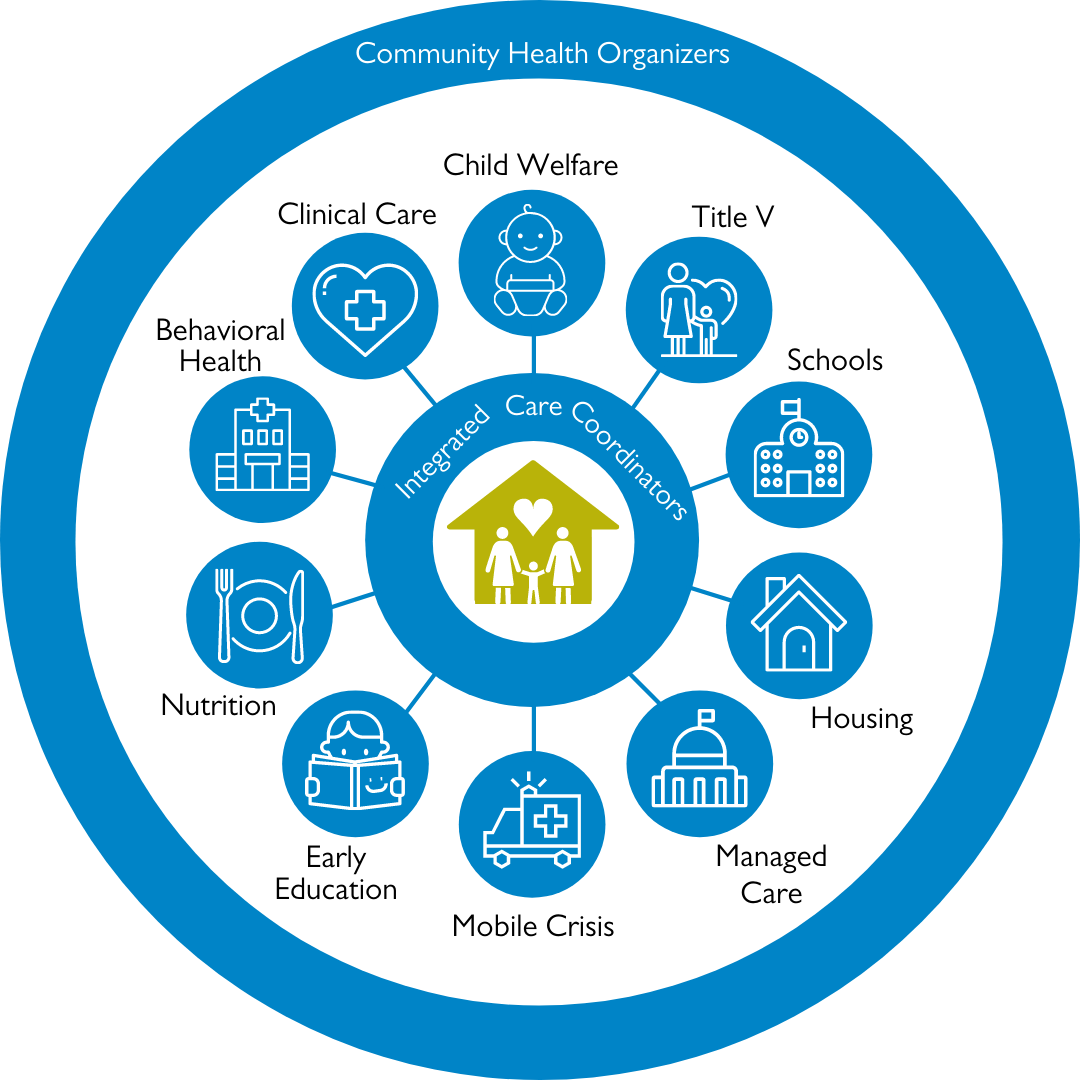 Community Health Organizers
Child Welfare
Clinical Care
Title V
Behavioral
Health
Schools
Integrated Care Coordinators
Nutrition
Housing
Early
Education
Managed
Care
Mobile Crisis